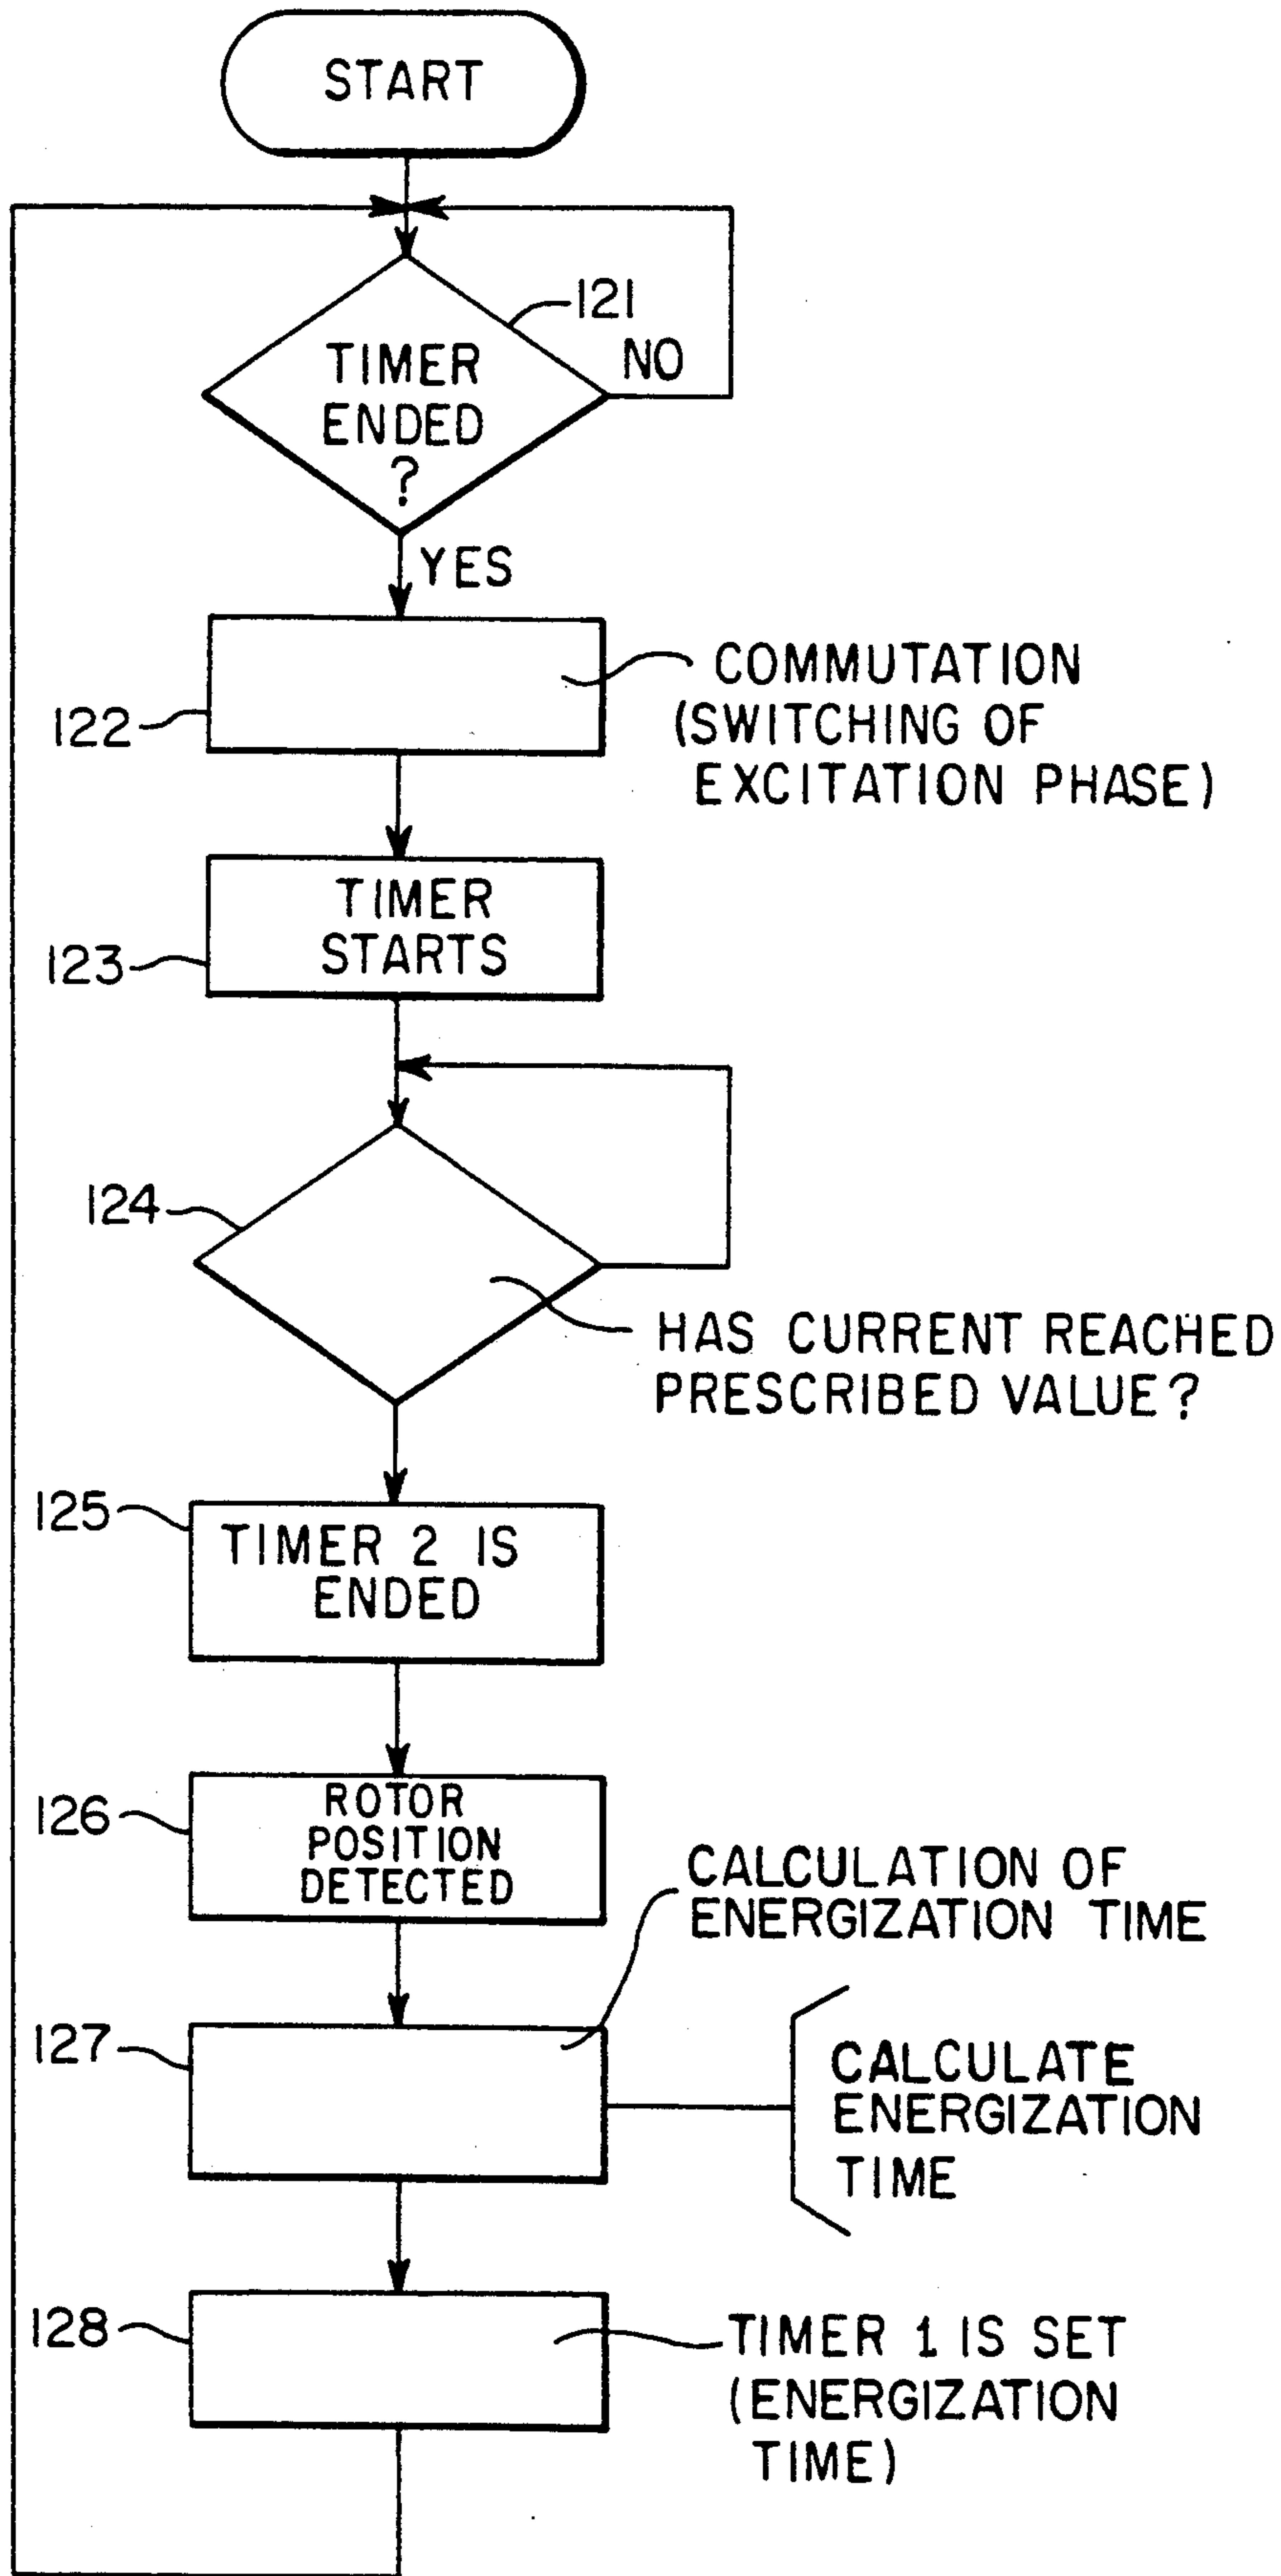 START
121
NO
TIMER
ENDED
?
YES
COMMUTATION
(SWITCHING OF
EXCITATION PHASE)
122
TIMER
STARTS
123
124
HAS CURRENT REACHED
PRESCRIBED VALUE?
125
TIMER 2 IS
ENDED
126
ROTOR
POSITION
DETECTED
CALCULATION OF
ENERGIZATION TIME
127
CALCULATE
ENERGIZATION
TIME
128
TIMER 1 IS SET
(ENERGIZATION
TIME)